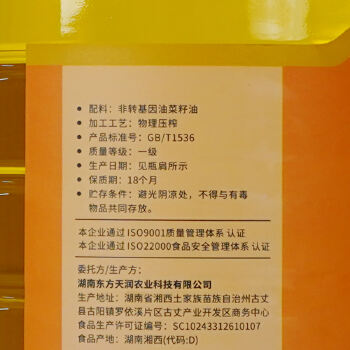 • 配料：非转基因油菜籽油
• 加工工艺：物理压榨
• 产品标准号：GB/T1536
• 质量等级：一级
• 生产日期：见瓶肩所示
• 保质期：18个月
• 贮存条件：避光阴凉处，不得与有毒
物品共同存放。
本企业通过 ISO9001质量管理体系 认证
本企业通过 ISO22000食品安全管理体系 认证
委托方/生产方：
湖南东方天润农业科技有限公司
生产地址：湖南省湘西土家族苗族自治州古丈
县古阳镇罗依溪片区古丈产业开发区商务中心
食品生产许可证编号：SC10243312610107
食品产地：湖南湘西(代码:D)